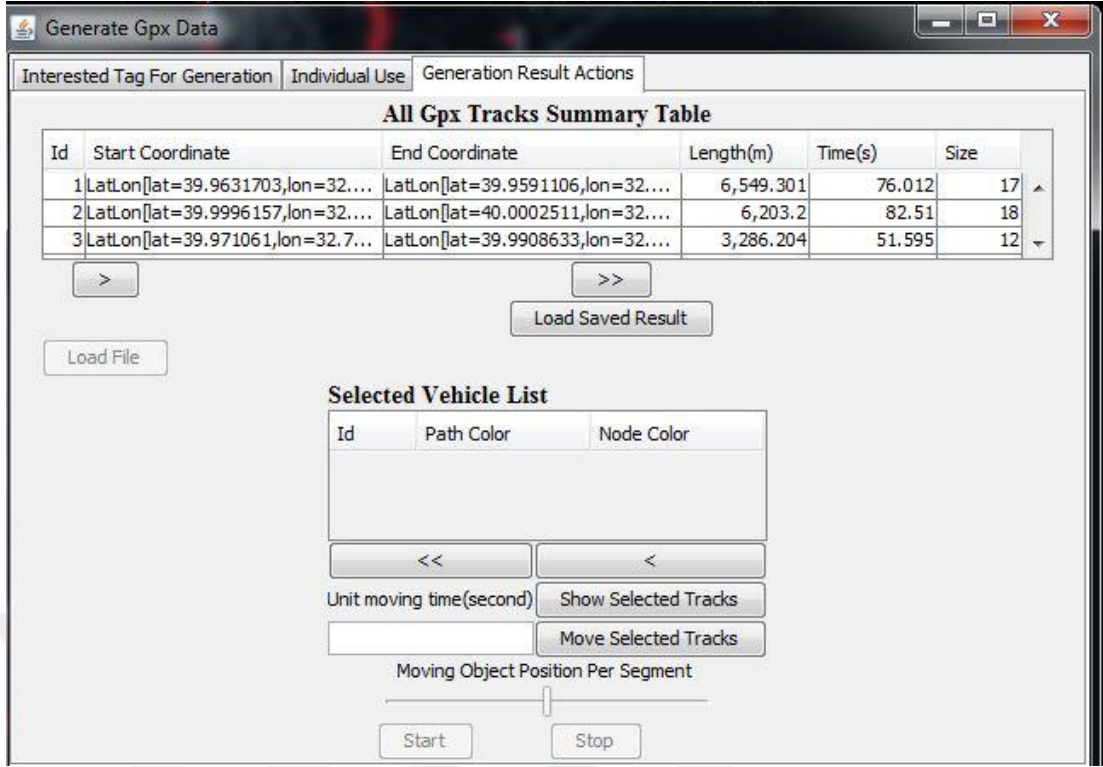 Generate Gpx Data
Interested Tag For Generation Individual Use Generation Result Actions
All Gpx Tracks Summary Table
Id Start Coordinate End Coordinate Length(m) Time(s) Size
1 LatLon[lat=39.9631703,lon=32.... LatLon[lat=39.9591106,lon=32.... 6,549.301 76.012 17
2 LatLon[lat=39.9996157,lon=32.... LatLon[lat=40.0002511,lon=32.... 6,203.2 82.51 18
3 LatLon[lat=39.971061,lon=32.7... LatLon[lat=39.9908633,lon=32.... 3,286.204 51.595 12
> >>
Load Saved Result
Load File
Selected Vehicle List
Id Path Color Node Color
<< <
Unit moving time(second) Show Selected Tracks
Move Selected Tracks
Moving Object Position Per Segment
Start Stop